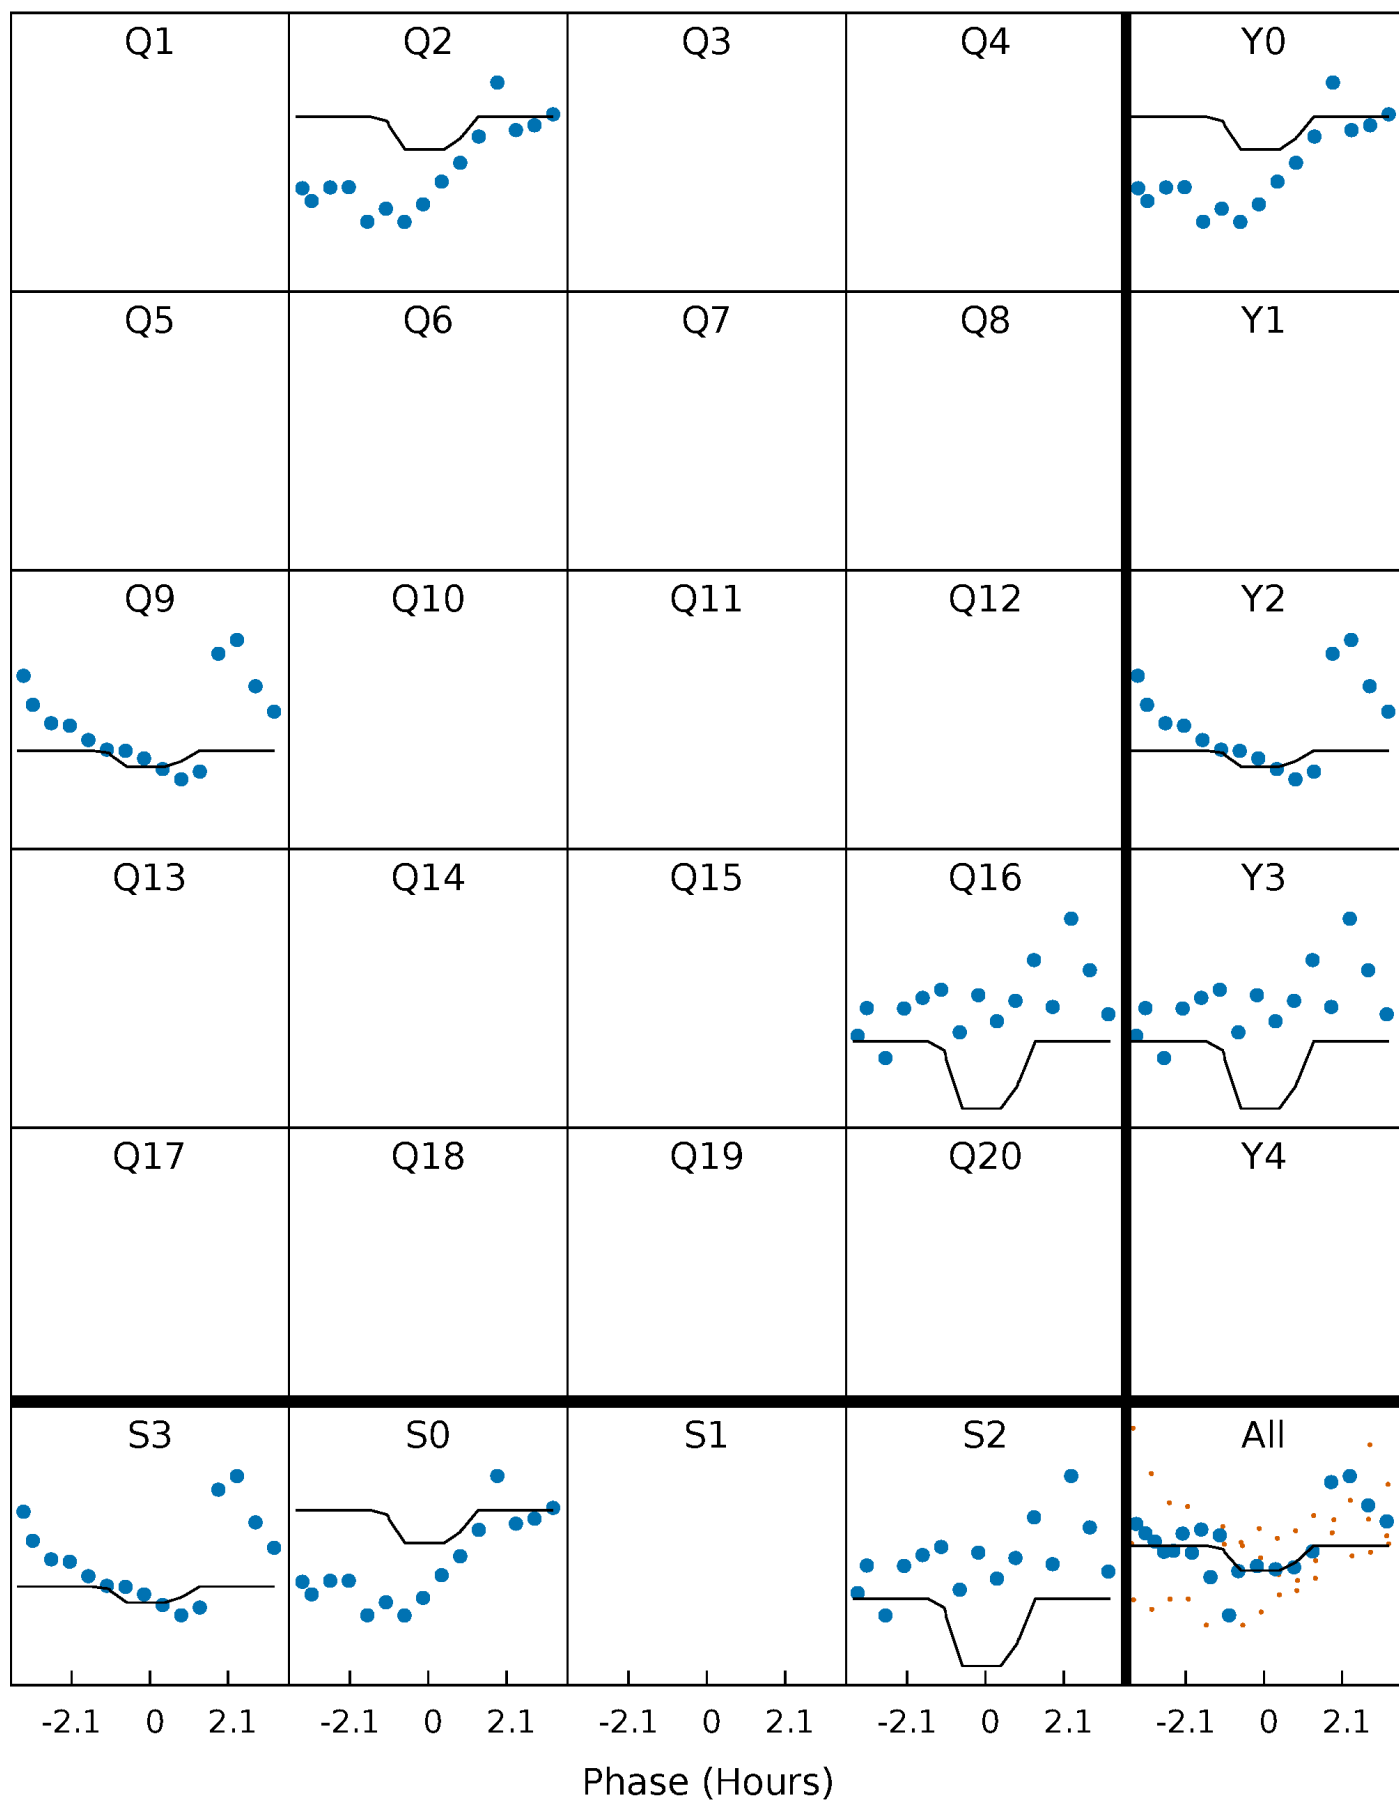 Q1 Q2 Q3 Q4 Y0
Q5 Q6 Q7 Q8 Y1
Q9 Q10 Q11 Q12 Y2
Q13 Q14 Q15 Q16 Y3
Q17 Q18 Q19 Q20 Y4
S3 S0 S1 S2 All
-2.1 0 2.1 -2.1 0 2.1 -2.1 0 2.1 -2.1 0 2.1 -2.1 0 2.1
Phase (Hours)